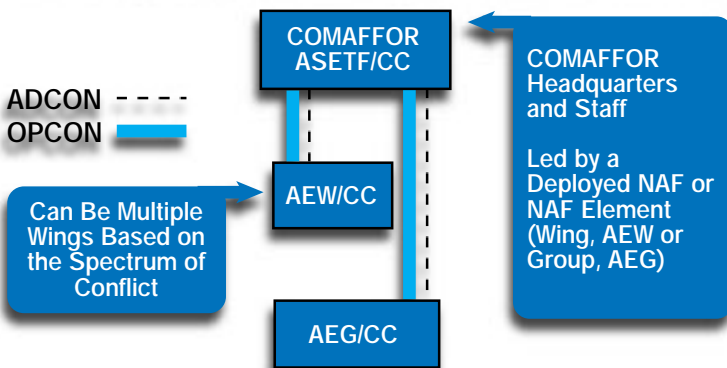 COMAFFOR
ASETF/CC
COMAFFOR
Headquarters
and Staff
Led by a
Deployed NAF or
NAF Element
(Wing, AEW or
Group, AEG)
ADCON
OPCON
AEW/CC
Can Be Multiple
Wings Based on
the Spectrum of
Conflict
AEG/CC